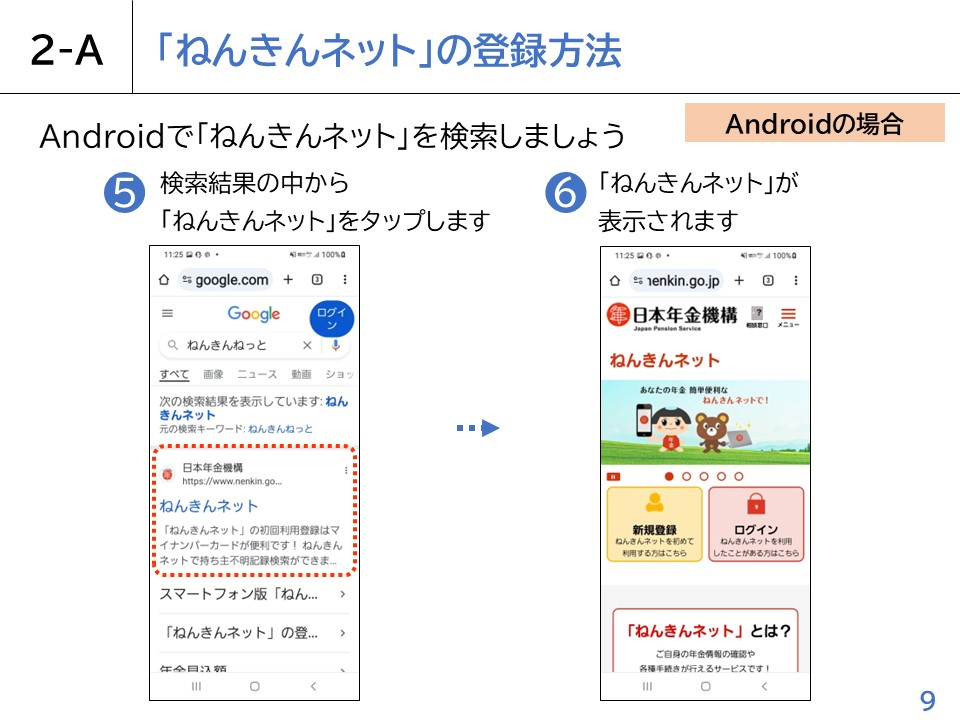 2-A
「ねんきんネット」の登録方法
Androidで「ねんきんネット」を検索しましょう
Androidの場合
5
検索結果の中から
「ねんきんネット」をタップします
11:25
100%
google.com
3
Google
ログイン
ねんきんねっと
すべて 画像 ニュース 動画 ショッ
次の検索結果を表示しています: ねん
きんネット
元の検索キーワード: ねんきんねっと
日本年金機構
https://www.nenkin.go...
ねんきんネット
「ねんきんネット」の初回利用登録はマ
イナンバーカードが便利です！ ねんきん
ネットで持ち主不明記録検索ができま...
スマートフォン版「ねん...
「ねんきんネット」の登...
年金見込額
6
「ねんきんネット」が
表示されます
11:25
100%
nenkin.go.jp
3
年
日本年金機構
Japan Pension Service
?
相談窓口
メニュー
ねんきんネット
あなたの年金 簡単便利な
ねんきんネットで！
新規登録
ねんきんネットを初めて
利用する方はこちら
ログイン
ねんきんネットを利用
したことがある方はこちら
「ねんきんネット」とは？
ご自身の年金情報の確認や
各種手続きが行えるサービスです！
9